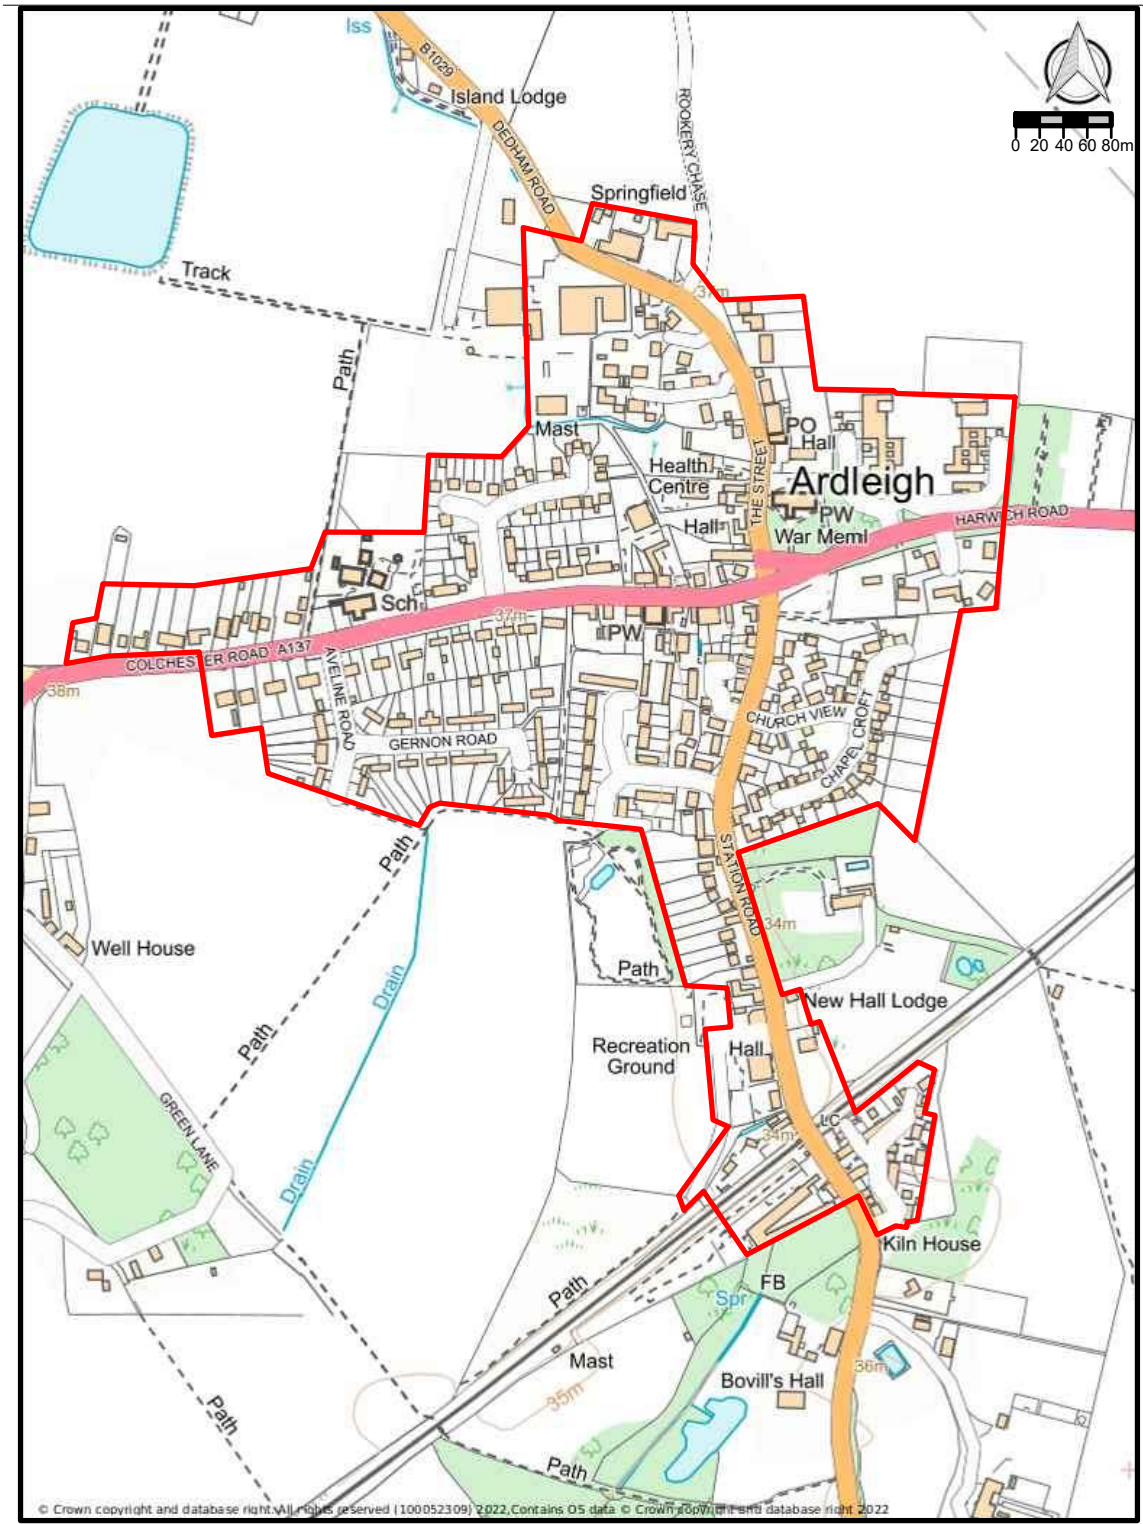 Iss
B1029
Island Lodge
DEDHAM ROAD
ROOKERY CHASE
0 20 40 60 80m
Springfield
Track
37m
Path
PO
Hall
Mast
Health
Centre
THE STREET
Ardleigh
PW
War Meml
HARWICH ROAD
Hall
Sch
37m
PW
COLCHESTER ROAD A137
38m
AVELINE ROAD
GERNON ROAD
CHURCH VIEW
CHAPEL CROFT
Path
STATION ROAD
34m
Well House
Drain
Path
New Hall Lodge
Path
Recreation
Ground
Hall
LC
34m
GREEN LANE
Drain
Kiln House
Path
FB
Spr
Mast
35m
Bovill's Hall
36m
Path
Path
© Crown copyright and database right. All rights reserved (100052309) 2022,Contains OS data © Crown copyright and database right 2022